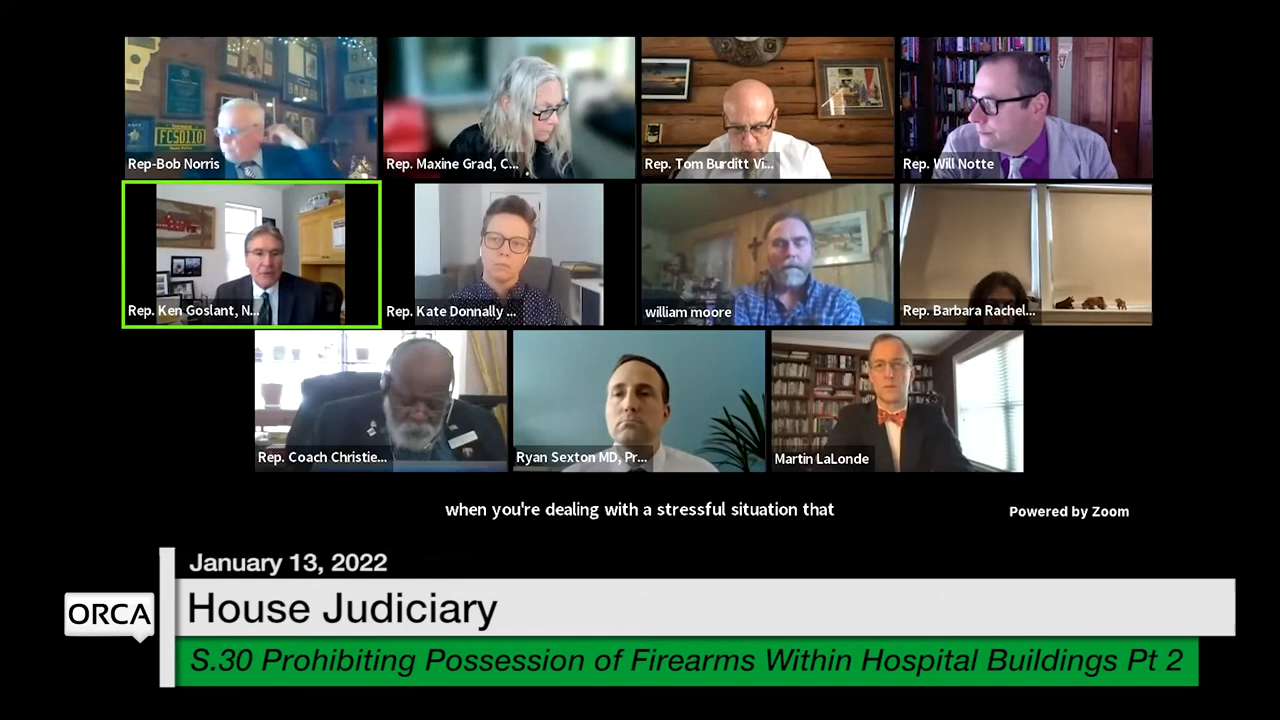 FCSO110
Rep-Bob Norris
Rep. Maxine Grad, C...
Rep. Tom Burditt Vi...
Rep. Will Notte
Rep. Ken Goslant, N...
Rep. Kate Donnally ...
william moore
Rep. Barbara Rachel...
Rep. Coach Christie...
Ryan Sexton MD, Pr...
Martin LaLonde
when you're dealing with a stressful situation that
Powered by Zoom
January 13, 2022
ORCA
House Judiciary
S.30 Prohibiting Possession of Firearms Within Hospital Buildings Pt 2